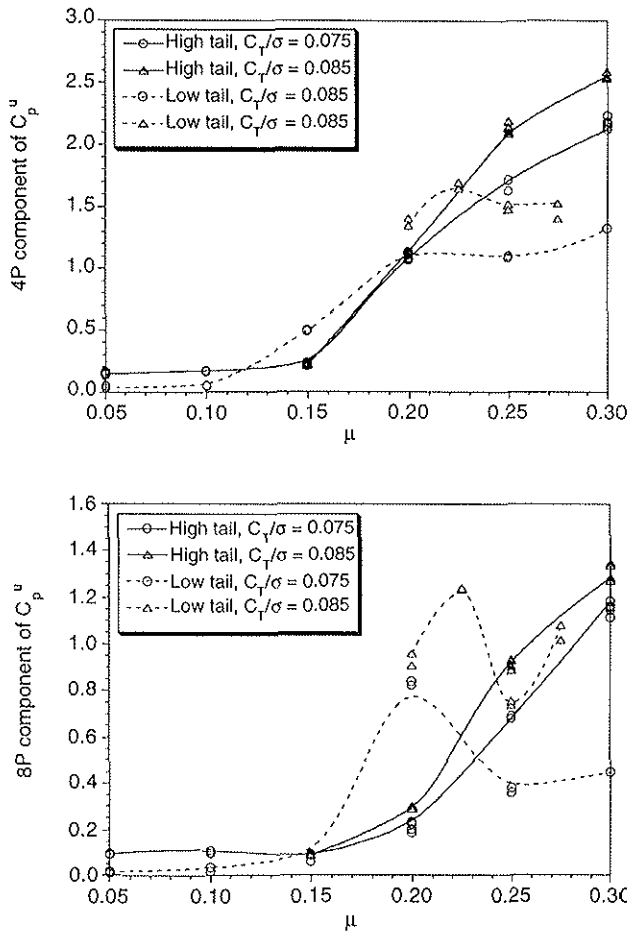 3.0
2.5
2.0
1.5
1.0
0.5
0.0
4P component of C_p^u
High tail, C_T/σ = 0.075
High tail, C_T/σ = 0.085
Low tail, C_T/σ = 0.085
Low tail, C_T/σ = 0.085
0.05 0.10 0.15 0.20 0.25 0.30
μ
1.6
1.4
1.2
1.0
0.8
0.6
0.4
0.2
0.0
8P component of C_p^u
High tail, C_T/σ = 0.075
High tail, C_T/σ = 0.085
Low tail, C_T/σ = 0.075
Low tail, C_T/σ = 0.085
0.05 0.10 0.15 0.20 0.25 0.30
μ